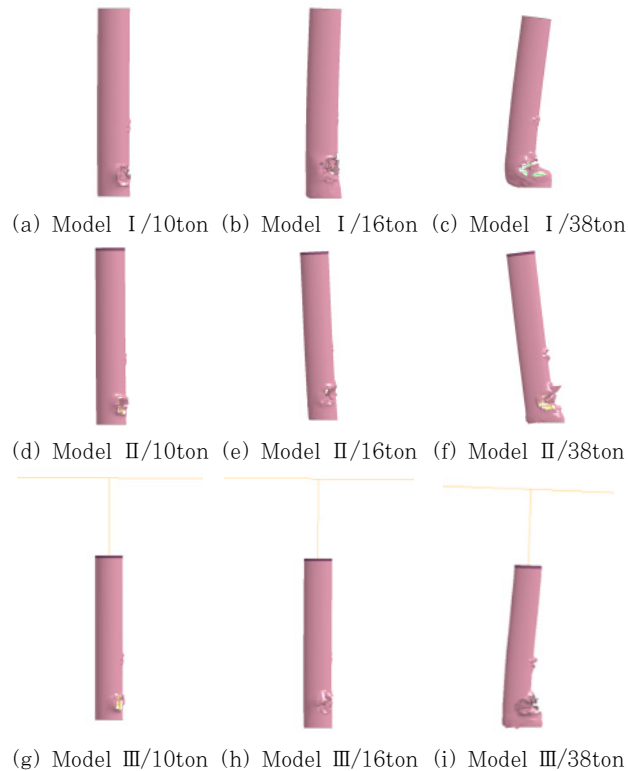 (a) Model Ⅰ/10ton (b) Model Ⅰ/16ton (c) Model Ⅰ/38ton
(d) Model Ⅱ/10ton (e) Model Ⅱ/16ton (f) Model Ⅱ/38ton
(g) Model Ⅲ/10ton (h) Model Ⅲ/16ton (i) Model Ⅲ/38ton